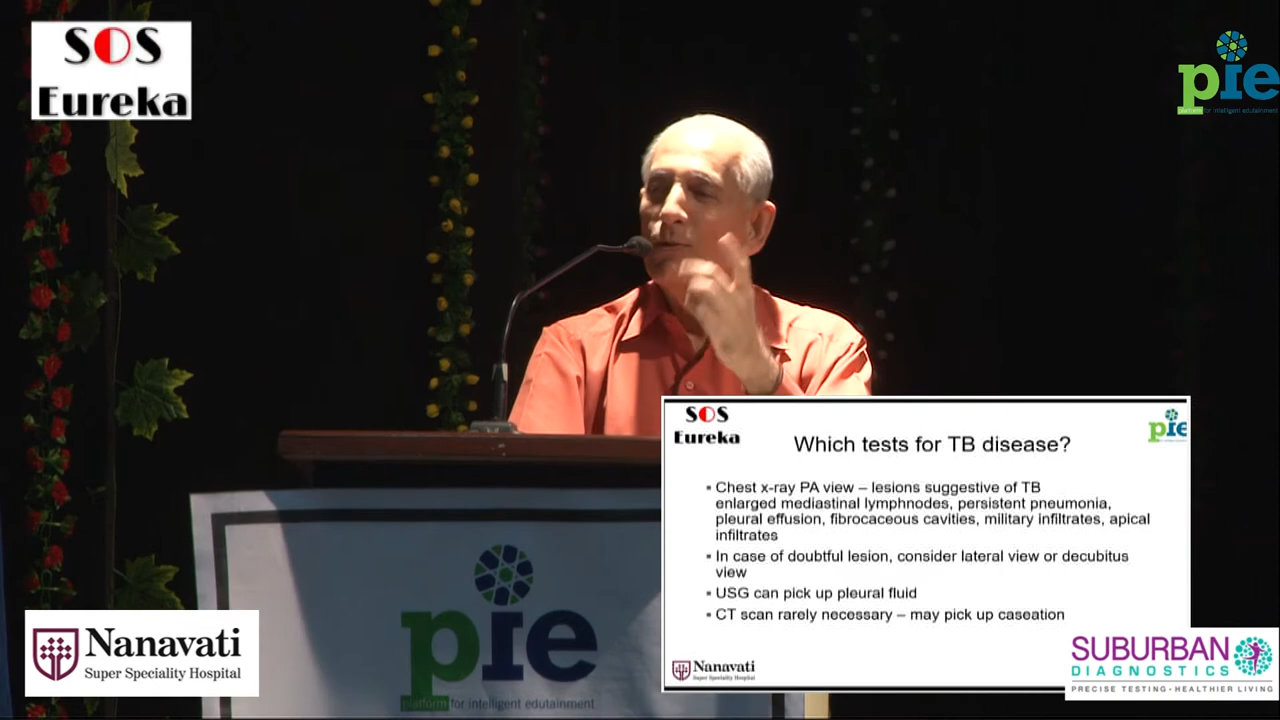 SOS
Eureka
pie
platform for intelligent edutainment
SOS
Eureka
pie
Which tests for TB disease?
▪ Chest x-ray PA view – lesions suggestive of TB
enlarged mediastinal lymphnodes, persistent pneumonia,
pleural effusion, fibrocaceous cavities, military infiltrates, apical
infiltrates
▪ In case of doubtful lesion, consider lateral view or decubitus
view
▪ USG can pick up pleural fluid
▪ CT scan rarely necessary – may pick up caseation
Nanavati
Super Speciality Hospital
pie
platform for intelligent edutainment
Nanavati
Super Speciality Hospital
SUBURBAN
DIAGNOSTICS
PRECISE TESTING • HEALTHIER LIVING